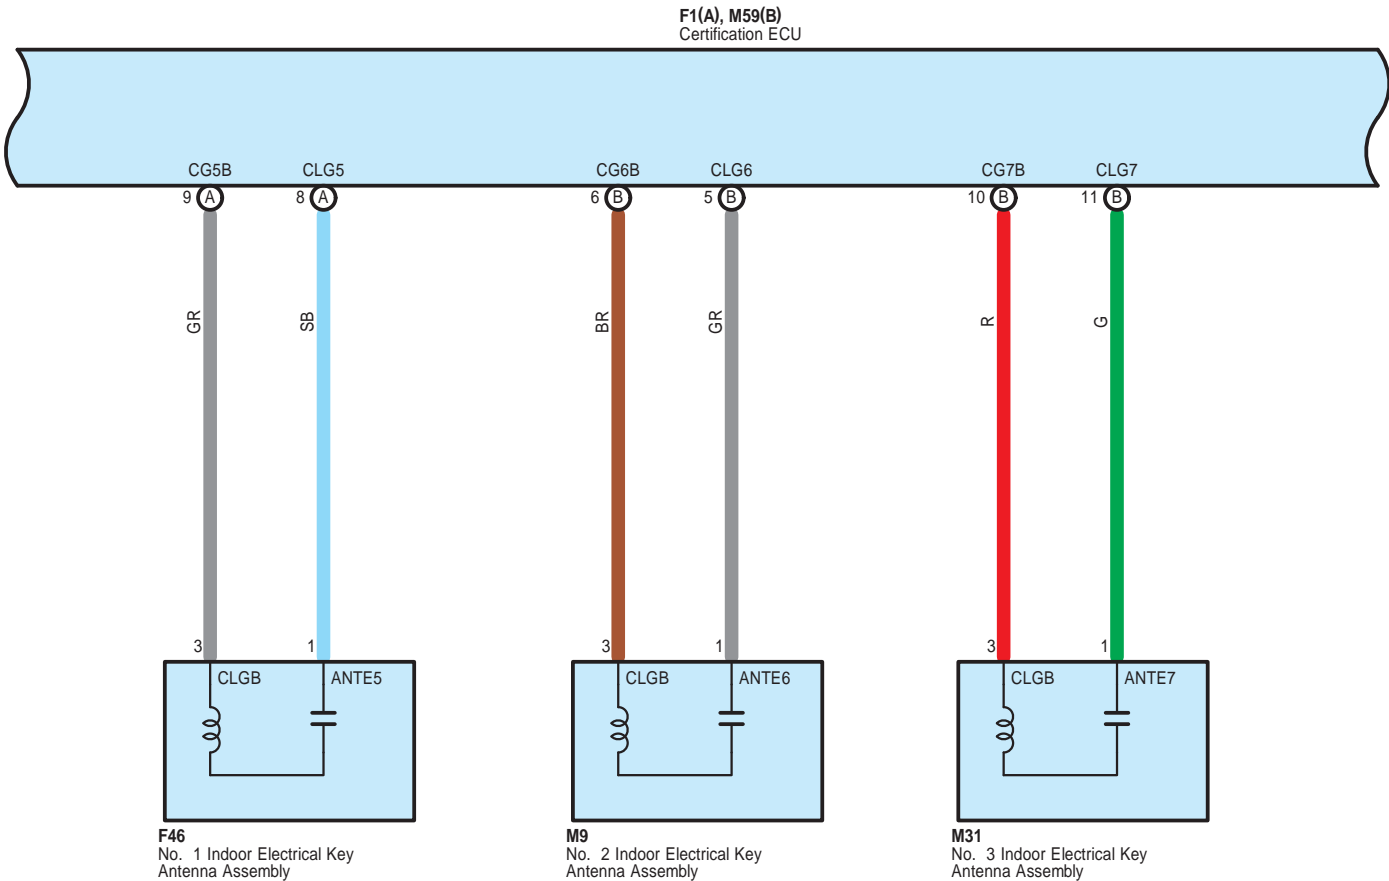 F1(A), M59(B)
Certification ECU
CG5B CLG5 CG6B CLG6 CG7B CLG7
9 A 8 A 6 B 5 B 10 B 11 B
GR SB BR GR R G
3 1 3 1 3 1
CLGB ANTE5 CLGB ANTE6 CLGB ANTE7
F46
No. 1 Indoor Electrical Key
Antenna Assembly
M9
No. 2 Indoor Electrical Key
Antenna Assembly
M31
No. 3 Indoor Electrical Key
Antenna Assembly